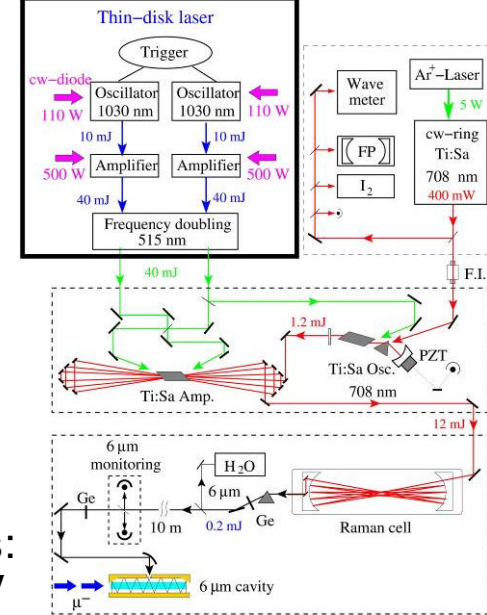 Thin-disk laser
Trigger
cw-diode
110 W
Oscillator
1030 nm
Oscillator
1030 nm
110 W
10 mJ
10 mJ
500 W
Amplifier
Amplifier
500 W
40 mJ
40 mJ
Frequency doubling
515 nm
40 mJ
Wave
meter
FP
I2
Ar+-Laser
5 W
cw-ring
Ti:Sa
708 nm
400 mW
F.I.
1.2 mJ
Ti:Sa Osc.
708 nm
PZT
Ti:Sa Amp.
12 mJ
6 μm
monitoring
H2O
6 μm
Ge
10 m
0.2 mJ
Ge
Raman cell
μ−
6 μm cavity